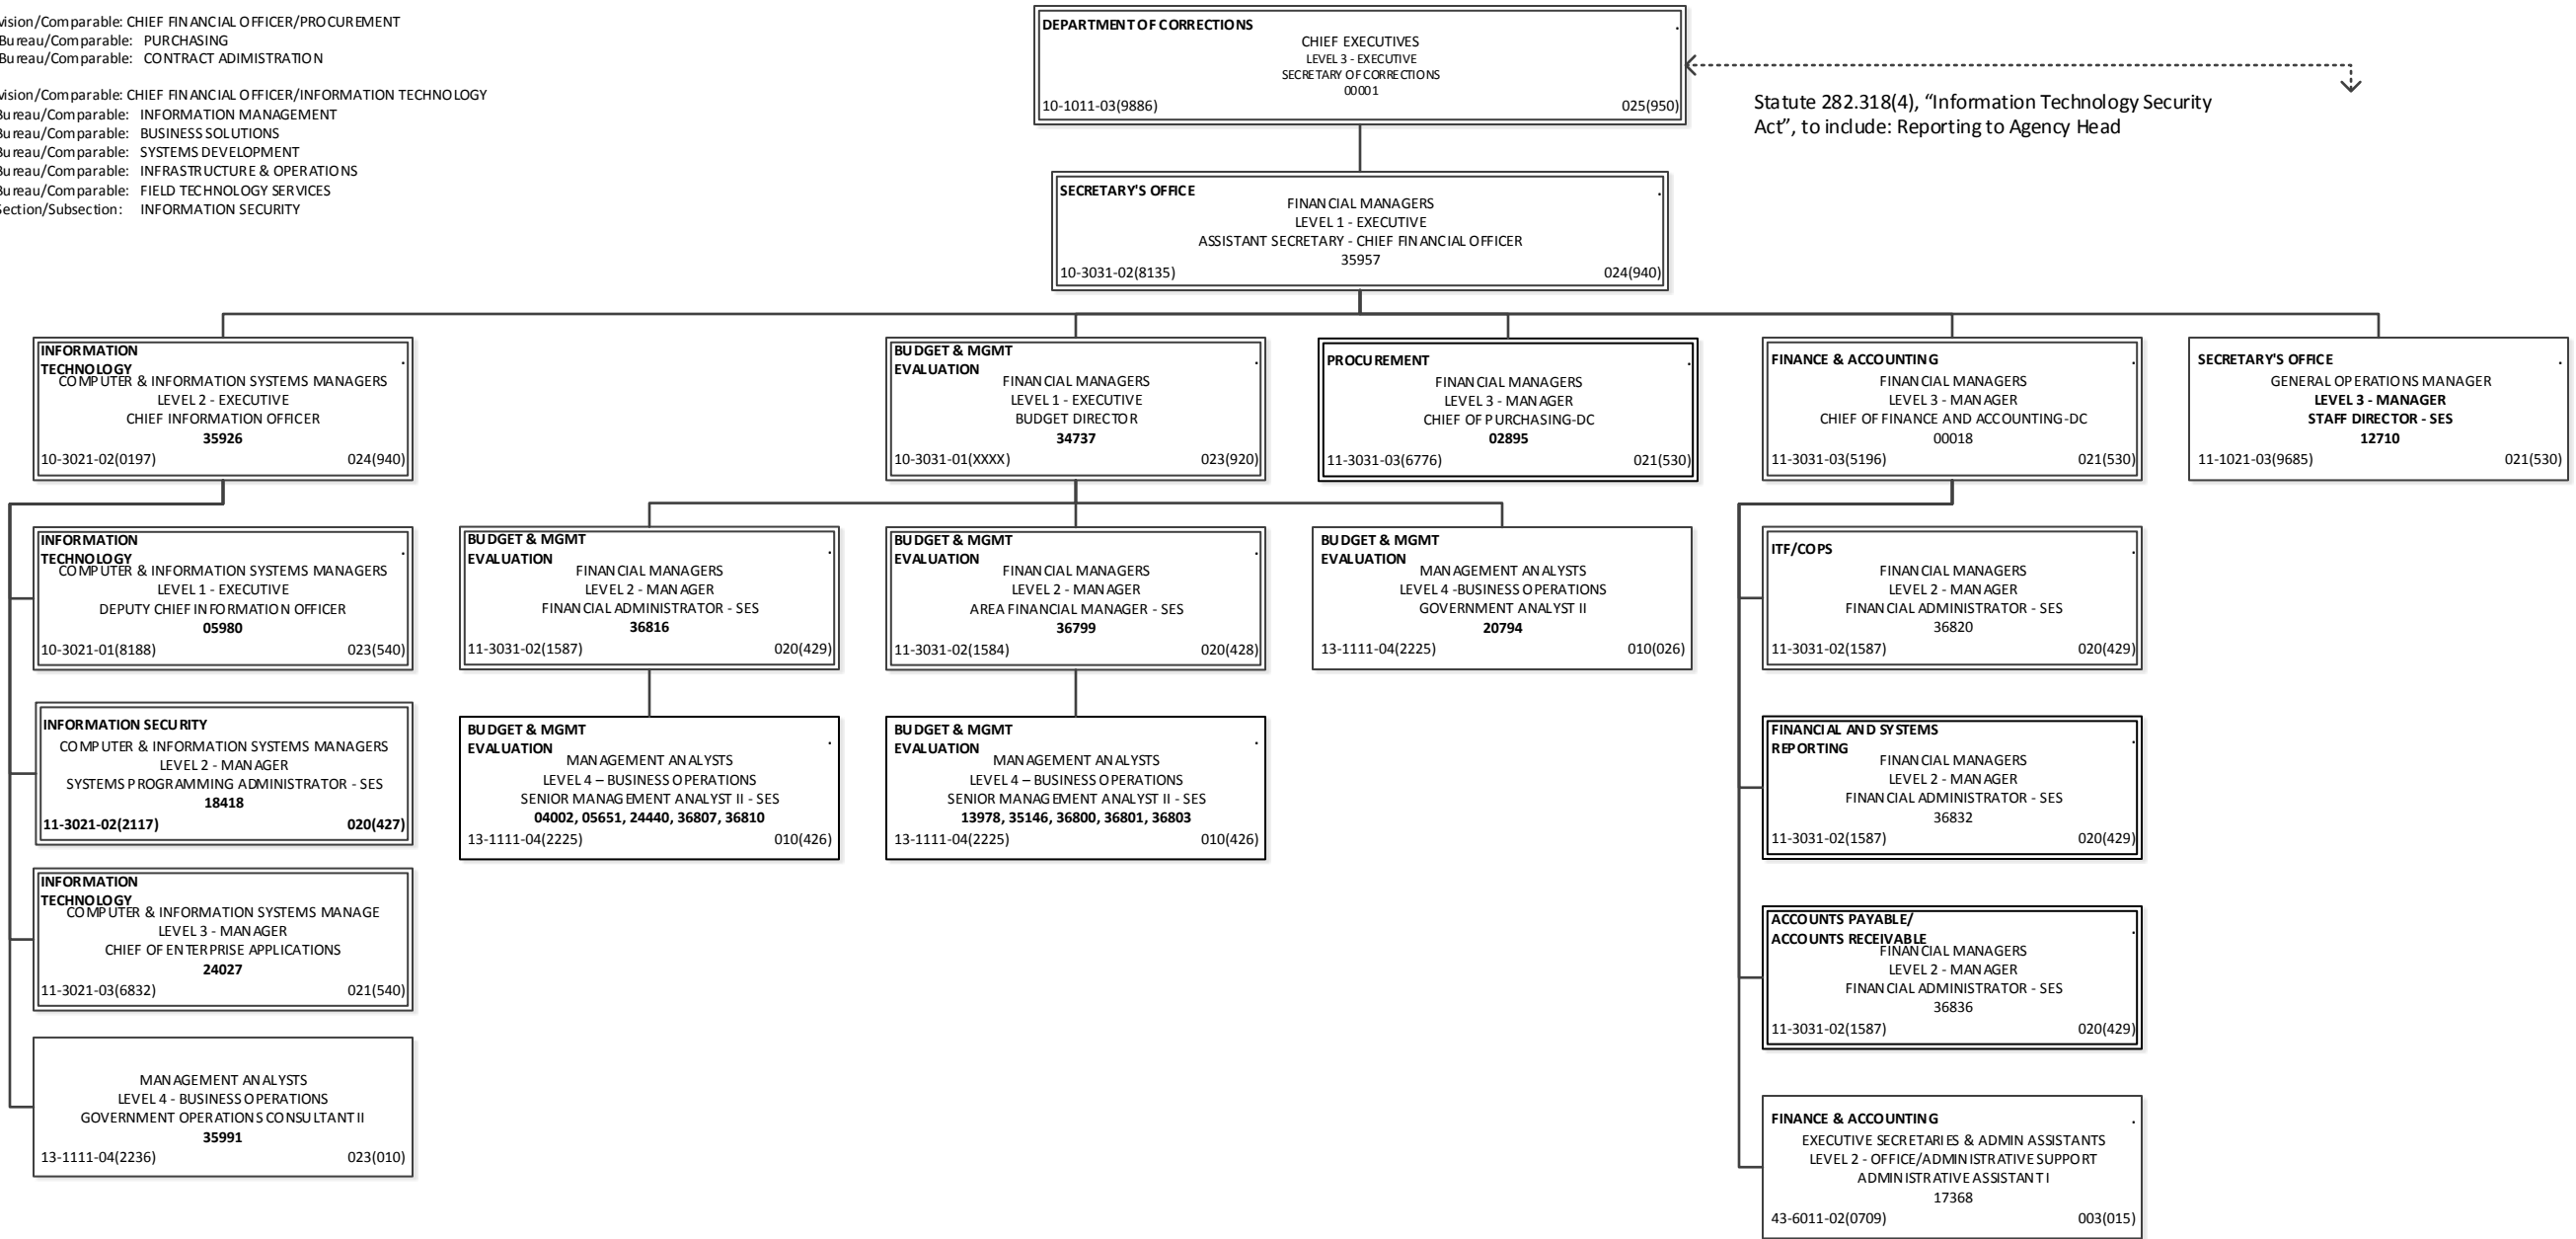 vision/Comparable: CHIEF FINANCIAL OFFICER/PROCUREMENT
Bureau/Comparable: PURCHASING
Bureau/Comparable: CONTRACT ADIMISTRATION
vision/Comparable: CHIEF FINANCIAL OFFICER/INFORMATION TECHNOLOGY
Bureau/Comparable: INFORMATION MANAGEMENT
Bureau/Comparable: BUSINESS SOLUTIONS
Bureau/Comparable: SYSTEMS DEVELOPMENT
Bureau/Comparable: INFRASTRUCTURE & OPERATIONS
Bureau/Comparable: FIELD TECHNOLOGY SERVICES
Section/Subsection: INFORMATION SECURITY
DEPARTMENT OF CORRECTIONS
CHIEF EXECUTIVES
LEVEL 3 - EXECUTIVE
SECRETARY OF CORRECTIONS
00001
10-1011-03(9886) 025(950)
Statute 282.318(4), “Information Technology Security
Act”, to include: Reporting to Agency Head
SECRETARY'S OFFICE
FINANCIAL MANAGERS
LEVEL 1 - EXECUTIVE
ASSISTANT SECRETARY - CHIEF FINANCIAL OFFICER
35957
10-3031-02(8135) 024(940)
INFORMATION
TECHNOLOGY
COMPUTER & INFORMATION SYSTEMS MANAGERS
LEVEL 2 - EXECUTIVE
CHIEF INFORMATION OFFICER
35926
10-3021-02(0197) 024(940)
BUDGET & MGMT
EVALUATION
FINANCIAL MANAGERS
LEVEL 1 - EXECUTIVE
BUDGET DIRECTOR
34737
10-3031-01(XXXX) 023(920)
PROCUREMENT
FINANCIAL MANAGERS
LEVEL 3 - MANAGER
CHIEF OF PURCHASING-DC
02895
11-3031-03(6776) 021(530)
FINANCE & ACCOUNTING
FINANCIAL MANAGERS
LEVEL 3 - MANAGER
CHIEF OF FINANCE AND ACCOUNTING-DC
00018
11-3031-03(5196) 021(530)
SECRETARY'S OFFICE
GENERAL OPERATIONS MANAGER
LEVEL 3 - MANAGER
STAFF DIRECTOR - SES
12710
11-1021-03(9685) 021(530)
INFORMATION
TECHNOLOGY
COMPUTER & INFORMATION SYSTEMS MANAGERS
LEVEL 1 - EXECUTIVE
DEPUTY CHIEF INFORMATION OFFICER
05980
10-3021-01(8188) 023(540)
BUDGET & MGMT
EVALUATION
FINANCIAL MANAGERS
LEVEL 2 - MANAGER
FINANCIAL ADMINISTRATOR - SES
36816
11-3031-02(1587) 020(429)
BUDGET & MGMT
EVALUATION
FINANCIAL MANAGERS
LEVEL 2 - MANAGER
AREA FINANCIAL MANAGER - SES
36799
11-3031-02(1584) 020(428)
BUDGET & MGMT
EVALUATION
MANAGEMENT ANALYSTS
LEVEL 4 -BUSINESS OPERATIONS
GOVERNMENT ANALYST II
20794
13-1111-04(2225) 010(026)
ITF/COPS
FINANCIAL MANAGERS
LEVEL 2 - MANAGER
FINANCIAL ADMINISTRATOR - SES
36820
11-3031-02(1587) 020(429)
INFORMATION SECURITY
COMPUTER & INFORMATION SYSTEMS MANAGERS
LEVEL 2 - MANAGER
SYSTEMS PROGRAMMING ADMINISTRATOR - SES
18418
11-3021-02(2117) 020(427)
BUDGET & MGMT
EVALUATION
MANAGEMENT ANALYSTS
LEVEL 4 – BUSINESS OPERATIONS
SENIOR MANAGEMENT ANALYST II - SES
04002, 05651, 24440, 36807, 36810
13-1111-04(2225) 010(426)
BUDGET & MGMT
EVALUATION
MANAGEMENT ANALYSTS
LEVEL 4 – BUSINESS OPERATIONS
SENIOR MANAGEMENT ANALYST II - SES
13978, 35146, 36800, 36801, 36803
13-1111-04(2225) 010(426)
FINANCIAL AND SYSTEMS
REPORTING
FINANCIAL MANAGERS
LEVEL 2 - MANAGER
FINANCIAL ADMINISTRATOR - SES
36832
11-3031-02(1587) 020(429)
INFORMATION
TECHNOLOGY
COMPUTER & INFORMATION SYSTEMS MANAGE
LEVEL 3 - MANAGER
CHIEF OF ENTERPRISE APPLICATIONS
24027
11-3021-03(6832) 021(540)
ACCOUNTS PAYABLE/
ACCOUNTS RECEIVABLE
FINANCIAL MANAGERS
LEVEL 2 - MANAGER
FINANCIAL ADMINISTRATOR - SES
36836
11-3031-02(1587) 020(429)
MANAGEMENT ANALYSTS
LEVEL 4 - BUSINESS OPERATIONS
GOVERNMENT OPERATIONS CONSULTANT II
35991
13-1111-04(2236) 023(010)
FINANCE & ACCOUNTING
EXECUTIVE SECRETARIES & ADMIN ASSISTANTS
LEVEL 2 - OFFICE/ADMINISTRATIVE SUPPORT
ADMINISTRATIVE ASSISTANT I
17368
43-6011-02(0709) 003(015)